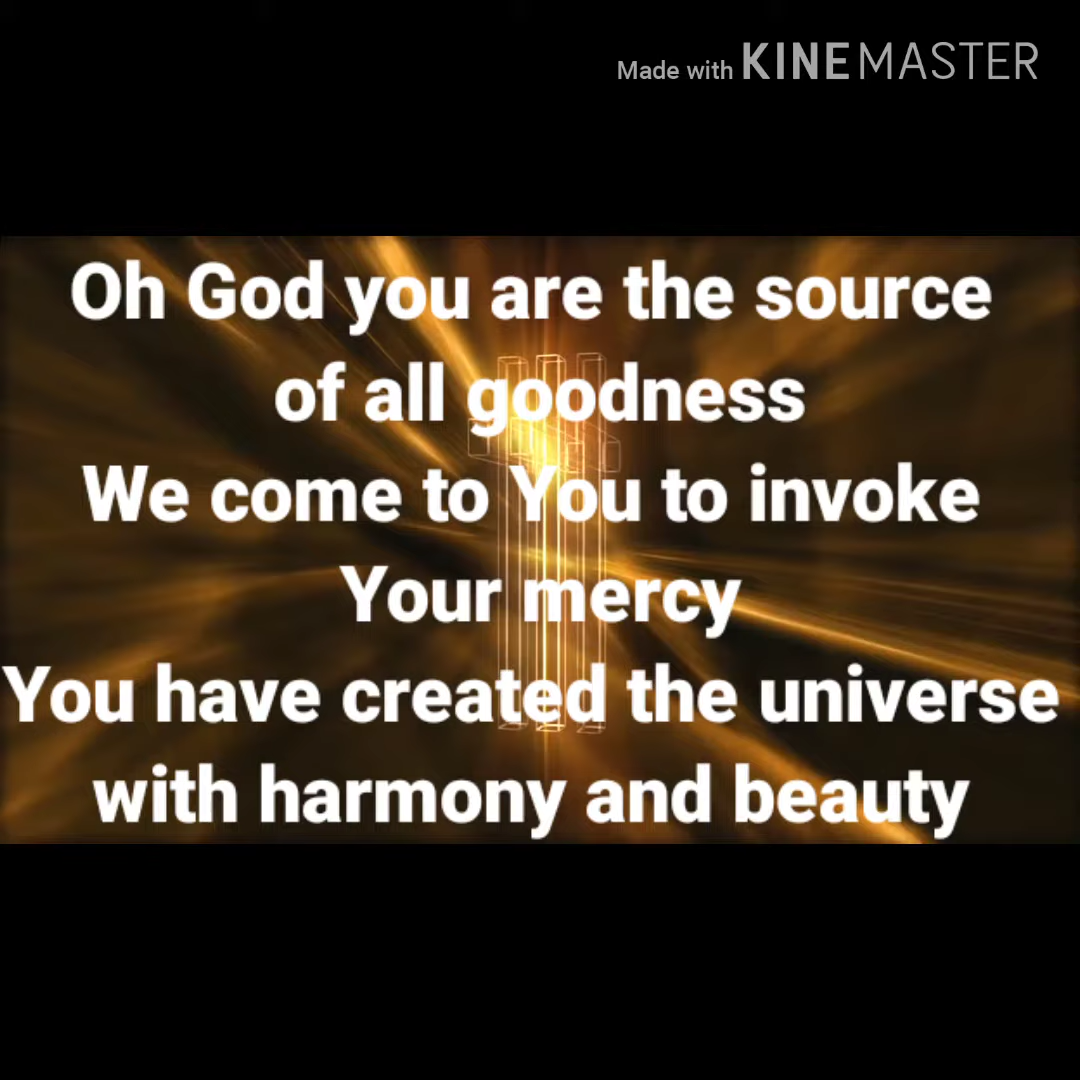 Made with KINEMASTER
Oh God you are the source
of all goodness
We come to You to invoke
Your mercy
You have created the universe
with harmony and beauty